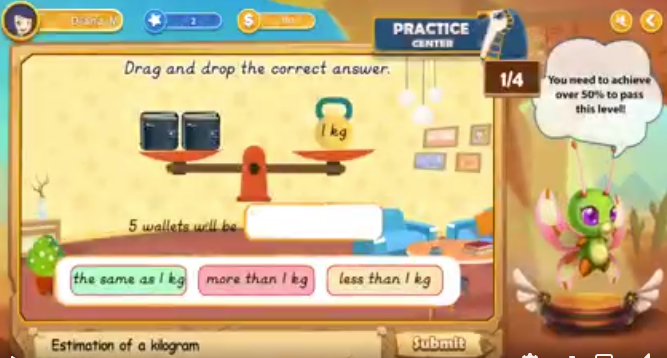 2
PRACTICE
CENTER
1/4
Drag and drop the correct answer.
You need to achieve
over 50% to pass
this level!
1 kg
5 wallets will be
the same as 1 kg
more than 1 kg
less than 1 kg
Estimation of a kilogram
Submit